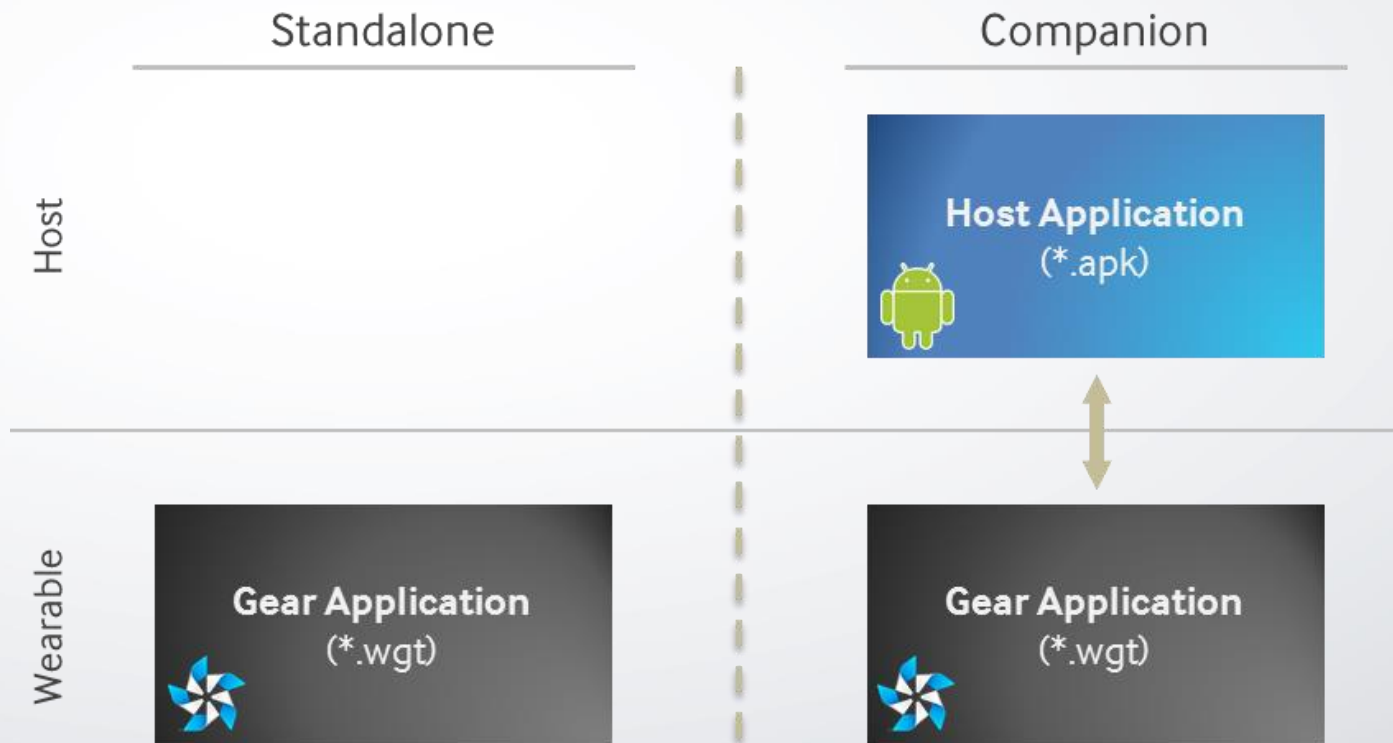 Standalone
Companion
Host
Host Application
(*.apk)
Wearable
Gear Application
(*.wgt)
Gear Application
(*.wgt)